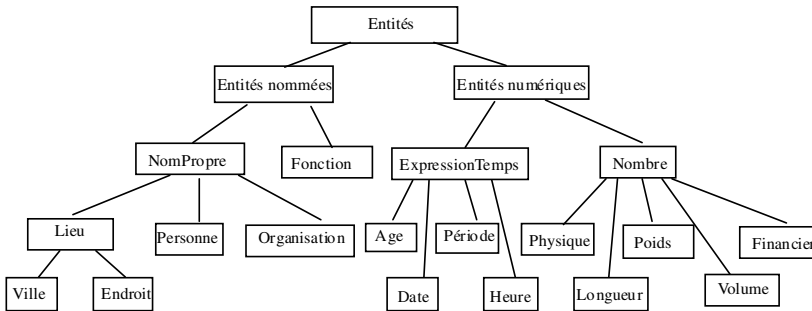 Entités
Entités nommées
Entités numériques
NomPropre
Fonction
ExpressionTemps
Nombre
Lieu
Personne
Organisation
Age
Période
Physique
Poids
Financier
Ville
Endroit
Date
Heure
Longueur
Volume